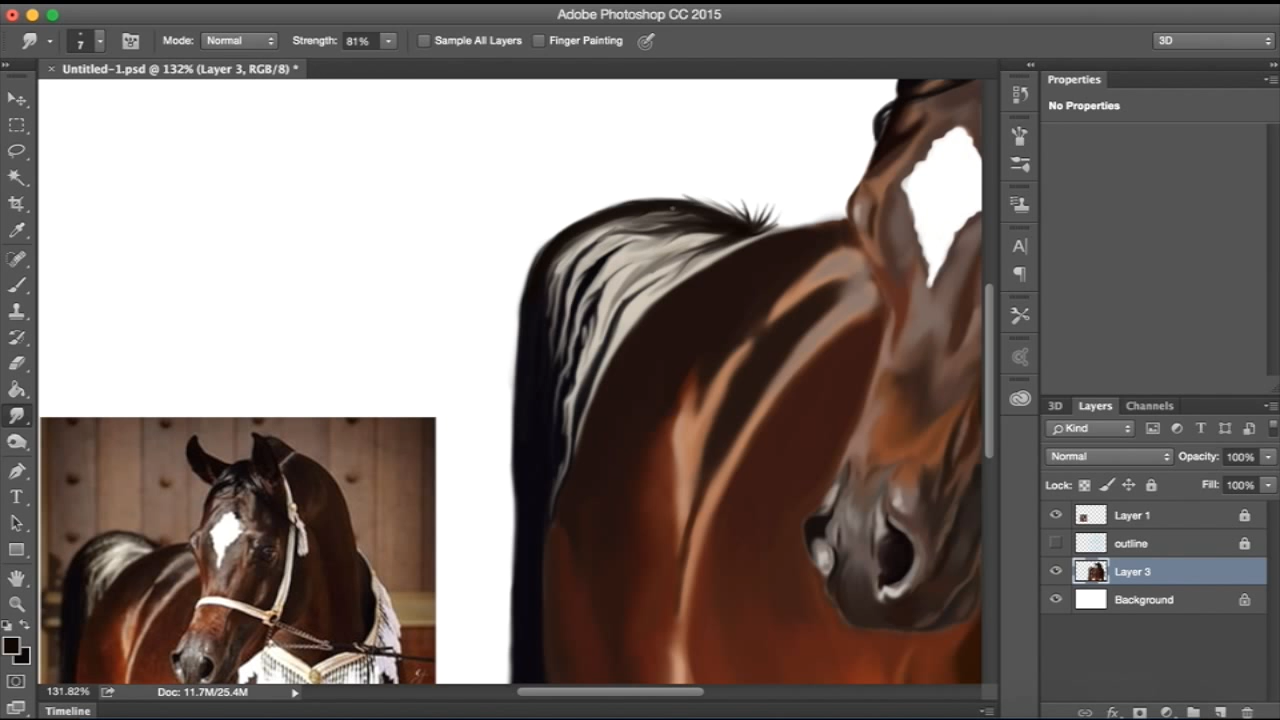 Adobe Photoshop CC 2015
7 Mode: Normal Strength: 81% Sample All Layers Finger Painting 3D
× Untitled-1.psd @ 132% (Layer 3, RGB/8) *
Properties
No Properties
3D Layers Channels
Kind T
Normal Opacity: 100%
Lock: Fill: 100%
Layer 1
outline
Layer 3
Background
131.82% Doc: 11.7M/25.4M
Timeline
fx